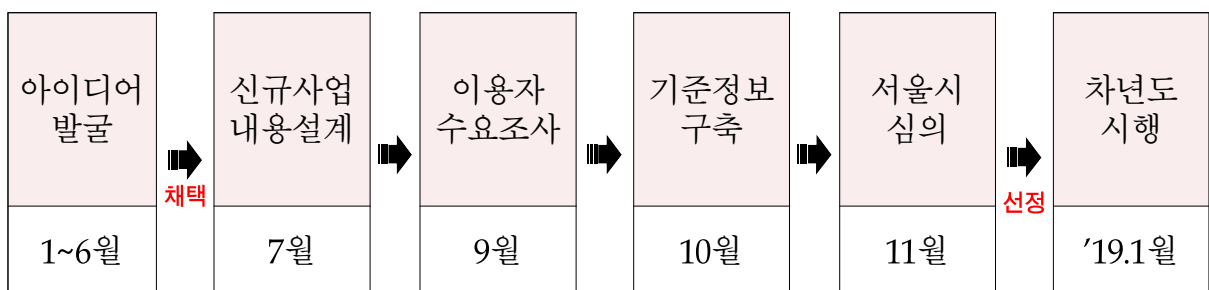 아이디어
발굴
채택
신규사업
내용설계
이용자
수요조사
기준정보
구축
서울시
심의
선정
차년도
시행
1~6월
7월
9월
10월
11월
’19.1월